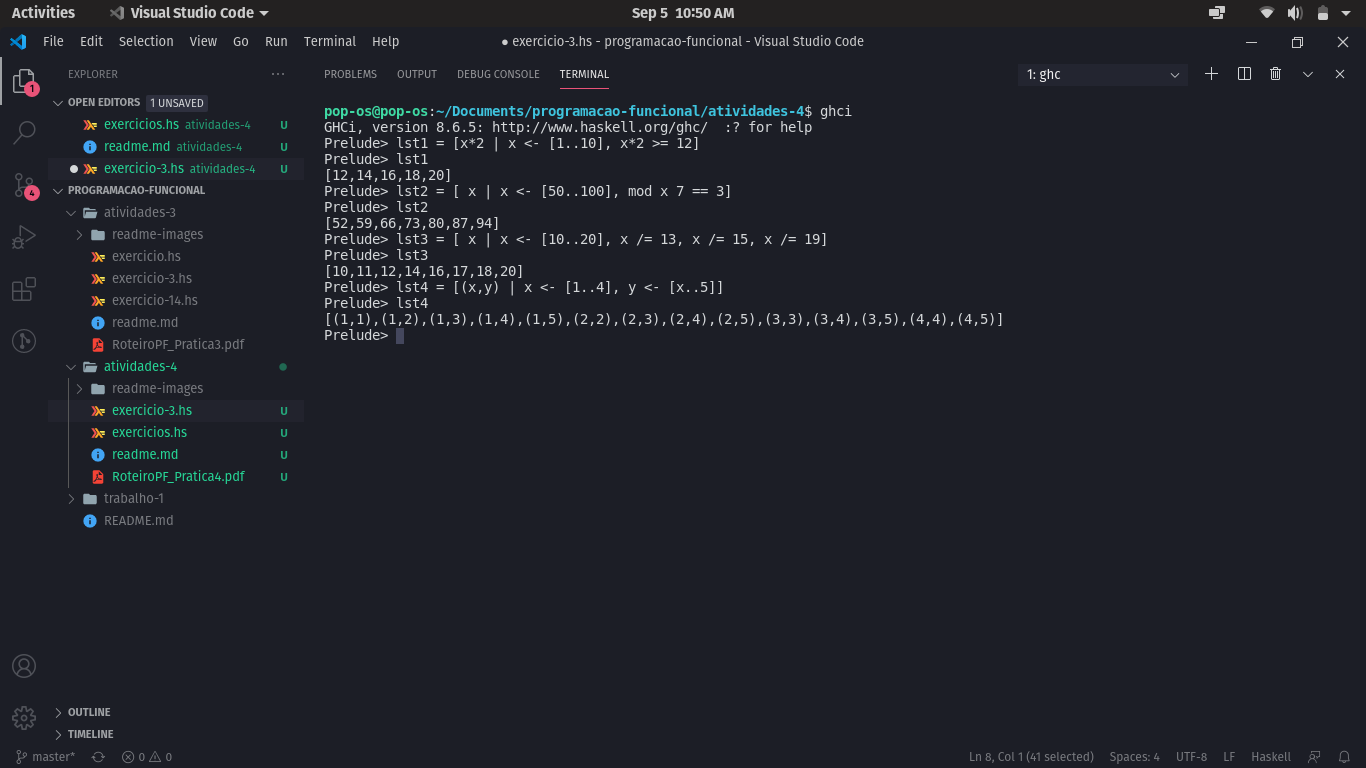 Activities
Visual Studio Code
Sep 5 10:50 AM
File Edit Selection View Go Run Terminal Help
● exercicio-3.hs - programacao-funcional - Visual Studio Code
1
4
EXPLORER
OPEN EDITORS 1 UNSAVED
exercicios.hs atividades-4 U
readme.md atividades-4 U
exercicio-3.hs atividades-4 U
PROGRAMACAO-FUNCIONAL
atividades-3
readme-images
exercicio.hs
exercicio-3.hs
exercicio-14.hs
readme.md
RoteiroPF_Pratica3.pdf
atividades-4
readme-images
exercicio-3.hs U
exercicios.hs U
readme.md U
RoteiroPF_Pratica4.pdf U
trabalho-1
README.md
OUTLINE
TIMELINE
PROBLEMS OUTPUT DEBUG CONSOLE TERMINAL
1: ghc
pop-os@pop-os:~/Documents/programacao-funcional/atividades-4$ ghci
GHCi, version 8.6.5: http://www.haskell.org/ghc/  :? for help
Prelude> lst1 = [x*2 | x <- [1..10], x*2 >= 12]
Prelude> lst1
[12,14,16,18,20]
Prelude> lst2 = [ x | x <- [50..100], mod x 7 == 3]
Prelude> lst2
[52,59,66,73,80,87,94]
Prelude> lst3 = [ x | x <- [10..20], x /= 13, x /= 15, x /= 19]
Prelude> lst3
[10,11,12,14,16,17,18,20]
Prelude> lst4 = [(x,y) | x <- [1..4], y <- [x..5]]
Prelude> lst4
[(1,1),(1,2),(1,3),(1,4),(1,5),(2,2),(2,3),(2,4),(2,5),(3,3),(3,4),(3,5),(4,4),(4,5)]
Prelude>
master* 0 0
Ln 8, Col 1 (41 selected) Spaces: 4 UTF-8 LF Haskell